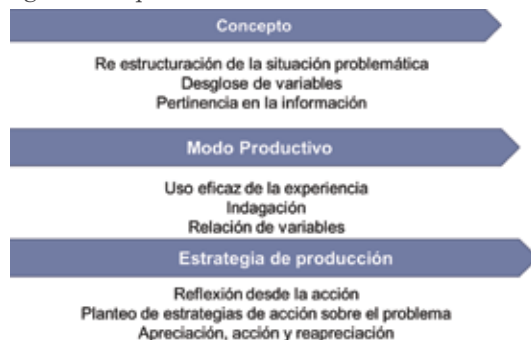 Concepto
Re estructuración de la situación problemática
Desglose de variables
Pertinencia en la información
Modo Productivo
Uso eficaz de la experiencia
Indagación
Relación de variables
Estrategia de producción
Reflexión desde la acción
Planteo de estrategias de acción sobre el problema
Apreciación, acción y reapreciación